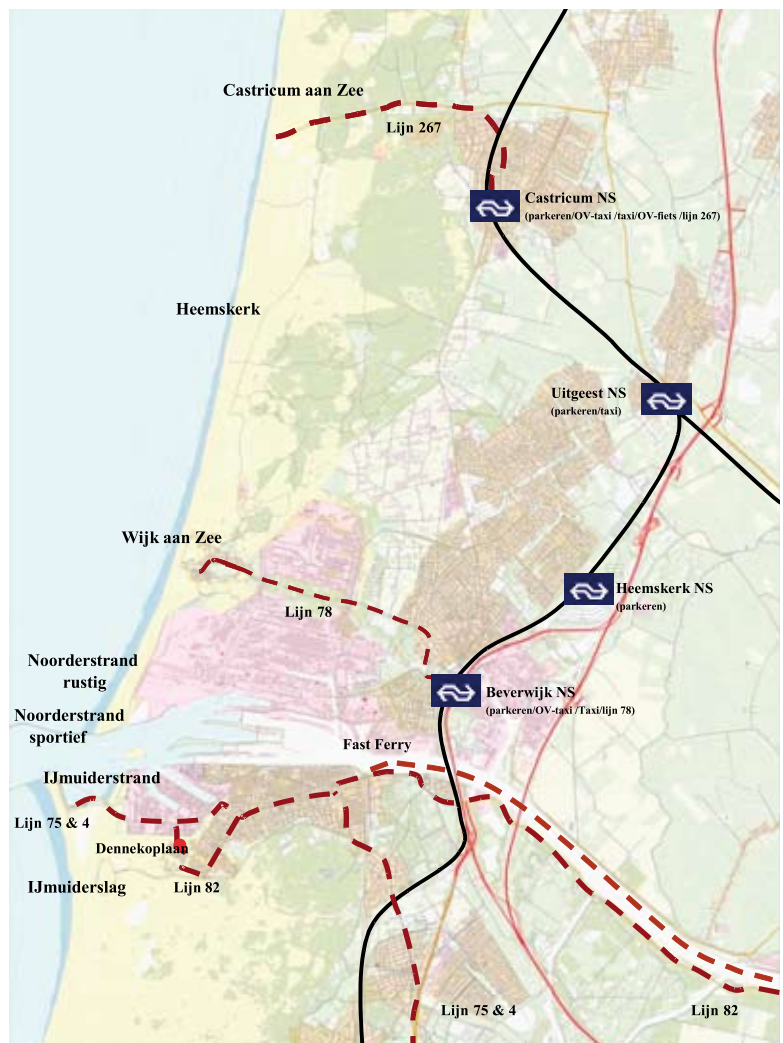 Castricum aan Zee
Lijn 267
Castricum NS
(parkeren/OV-taxi /taxi/OV-fiets /lijn 267)
Heemskerk
Uitgeest NS
(parkeren/taxi)
Wijk aan Zee
Heemskerk NS
(parkeren)
Lijn 78
Noorderstrand
rustig
Beverwijk NS
(parkeren/OV-taxi /Taxi/lijn 78)
Noorderstrand
sportief
Fast Ferry
IJmuiderstrand
Lijn 75 & 4
Dennekoplaan
IJmuiderslag
Lijn 82
Lijn 75 & 4
Lijn 82